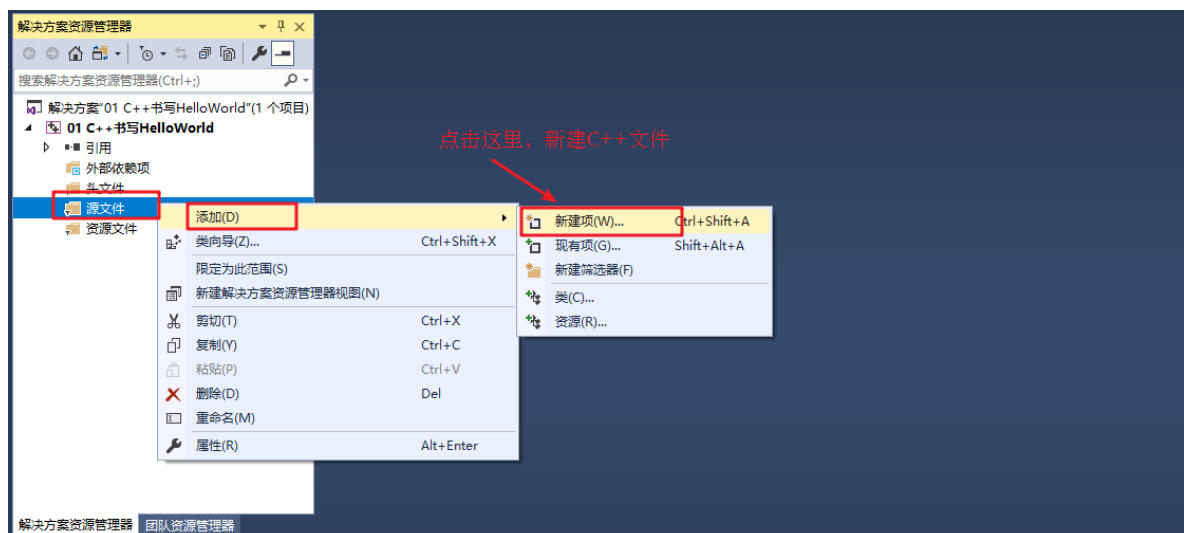 解决方案资源管理器
搜索解决方案资源管理器(Ctrl+;)
解决方案"01 C++书写HelloWorld"(1 个项目)
01 C++书写HelloWorld
引用
外部依赖项
头文件
源文件
资源文件
点击这里，新建C++文件
添加(D)
类向导(Z)... Ctrl+Shift+X
限定为此范围(S)
新建解决方案资源管理器视图(N)
剪切(T) Ctrl+X
复制(Y) Ctrl+C
粘贴(P) Ctrl+V
删除(D) Del
重命名(M)
属性(R) Alt+Enter
新建项(W)... Ctrl+Shift+A
现有项(G)... Shift+Alt+A
新建筛选器(F)
类(C)...
资源(R)...
解决方案资源管理器 团队资源管理器